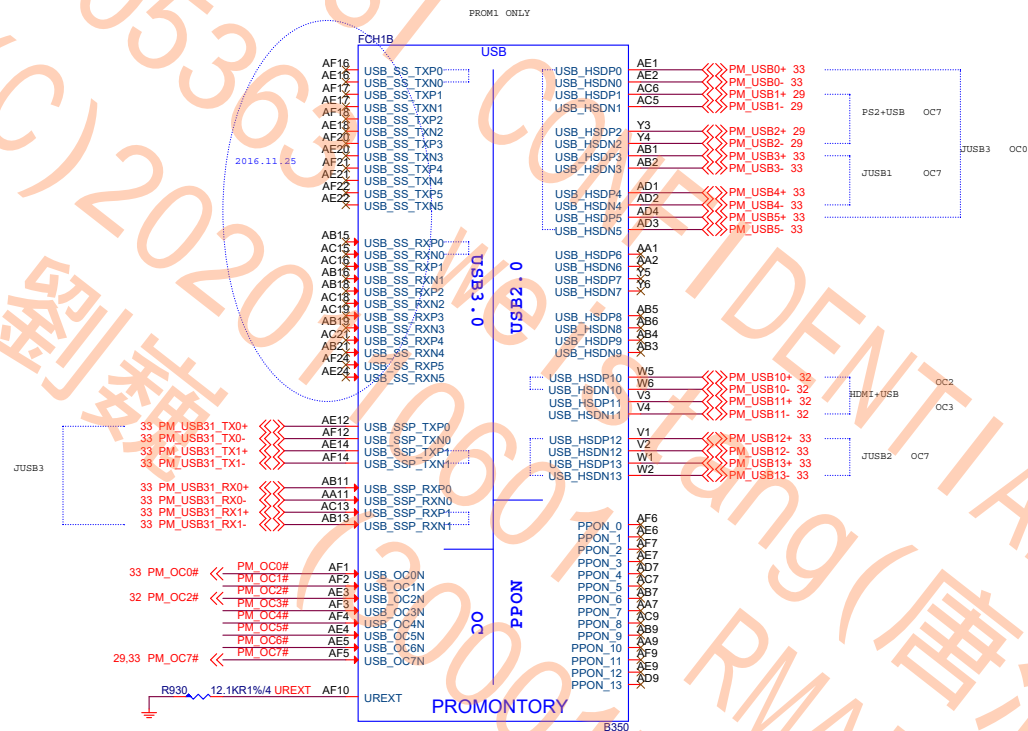 PROM1 ONLY
FCH1B
USB
AF16 USB_SS_TXP0
AE16 USB_SS_TXN0
AF17 USB_SS_TXP1
AE17 USB_SS_TXN1
AF18 USB_SS_TXP2
AE18 USB_SS_TXN2
AF20 USB_SS_TXP3
AE20 USB_SS_TXN3
AF21 USB_SS_TXP4
AE21 USB_SS_TXN4
AF22 USB_SS_TXP5
AE22 USB_SS_TXN5
2016.11.25
AB15 USB_SS_RXP0
AC15 USB_SS_RXN0
AC16 USB_SS_RXP1
AB16 USB_SS_RXN1
AB18 USB_SS_RXP2
AC18 USB_SS_RXN2
AC19 USB_SS_RXP3
AB19 USB_SS_RXN3
AC21 USB_SS_RXP4
AB21 USB_SS_RXN4
AF24 USB_SS_RXP5
AE24 USB_SS_RXN5
USB3.0
USB2.0
JUSB3
33 PM_USB31_TX0+ AE12 USB_SSP_TXP0
33 PM_USB31_TX0- AF12 USB_SSP_TXN0
33 PM_USB31_TX1+ AE14 USB_SSP_TXP1
33 PM_USB31_TX1- AF14 USB_SSP_TXN1
33 PM_USB31_RX0+ AB11 USB_SSP_RXP0
33 PM_USB31_RX0- AA11 USB_SSP_RXN0
33 PM_USB31_RX1+ AC13 USB_SSP_RXP1
33 PM_USB31_RX1- AB13 USB_SSP_RXN1
33 PM_OC0# PM_OC0# AF1 USB_OC0N
PM_OC1# AF2 USB_OC1N
32 PM_OC2# PM_OC2# AE3 USB_OC2N
PM_OC3# AF3 USB_OC3N
PM_OC4# AF4 USB_OC4N
PM_OC5# AE4 USB_OC5N
PM_OC6# AE5 USB_OC6N
29,33 PM_OC7# PM_OC7# AF5 USB_OC7N
R930 12.1KR1%/4 UREXT AF10 UREXT
OC
PPON
PROMONTORY
B350
USB_HSDP0 AE1 PM_USB0+ 33
USB_HSDN0 AE2 PM_USB0- 33
USB_HSDP1 AC6 PM_USB1+ 29
USB_HSDN1 AC5 PM_USB1- 29
USB_HSDP2 Y3 PM_USB2+ 29
USB_HSDN2 Y4 PM_USB2- 29
USB_HSDP3 AB1 PM_USB3+ 33
USB_HSDN3 AB2 PM_USB3- 33
USB_HSDP4 AD1 PM_USB4+ 33
USB_HSDN4 AD2 PM_USB4- 33
USB_HSDP5 AD4 PM_USB5+ 33
USB_HSDN5 AD3 PM_USB5- 33
PS2+USB OC7
JUSB3 OC0
JUSB1 OC7
USB_HSDP6 AA1
USB_HSDN6 AA2
USB_HSDP7 Y5
USB_HSDN7 Y6
USB_HSDP8 AB5
USB_HSDN8 AB6
USB_HSDP9 AB4
USB_HSDN9 AB3
USB_HSDP10 W5 PM_USB10+ 32
USB_HSDN10 W6 PM_USB10- 32
USB_HSDP11 V3 PM_USB11+ 32
USB_HSDN11 V4 PM_USB11- 32
HDMI+USB OC2
OC3
USB_HSDP12 V1 PM_USB12+ 33
USB_HSDN12 V2 PM_USB12- 33
USB_HSDP13 W1 PM_USB13+ 33
USB_HSDN13 W2 PM_USB13- 33
JUSB2 OC7
PPON_0 AF6
PPON_1 AE6
PPON_2 AF7
PPON_3 AE7
PPON_4 AD7
PPON_5 AC7
PPON_6 AB7
PPON_7 AA7
PPON_8 AC9
PPON_9 AB9
PPON_10 AA9
PPON_11 AF9
PPON_12 AE9
PPON_13 AD9
CONFIDENTIA
weistang(唐
劉巍
RMA